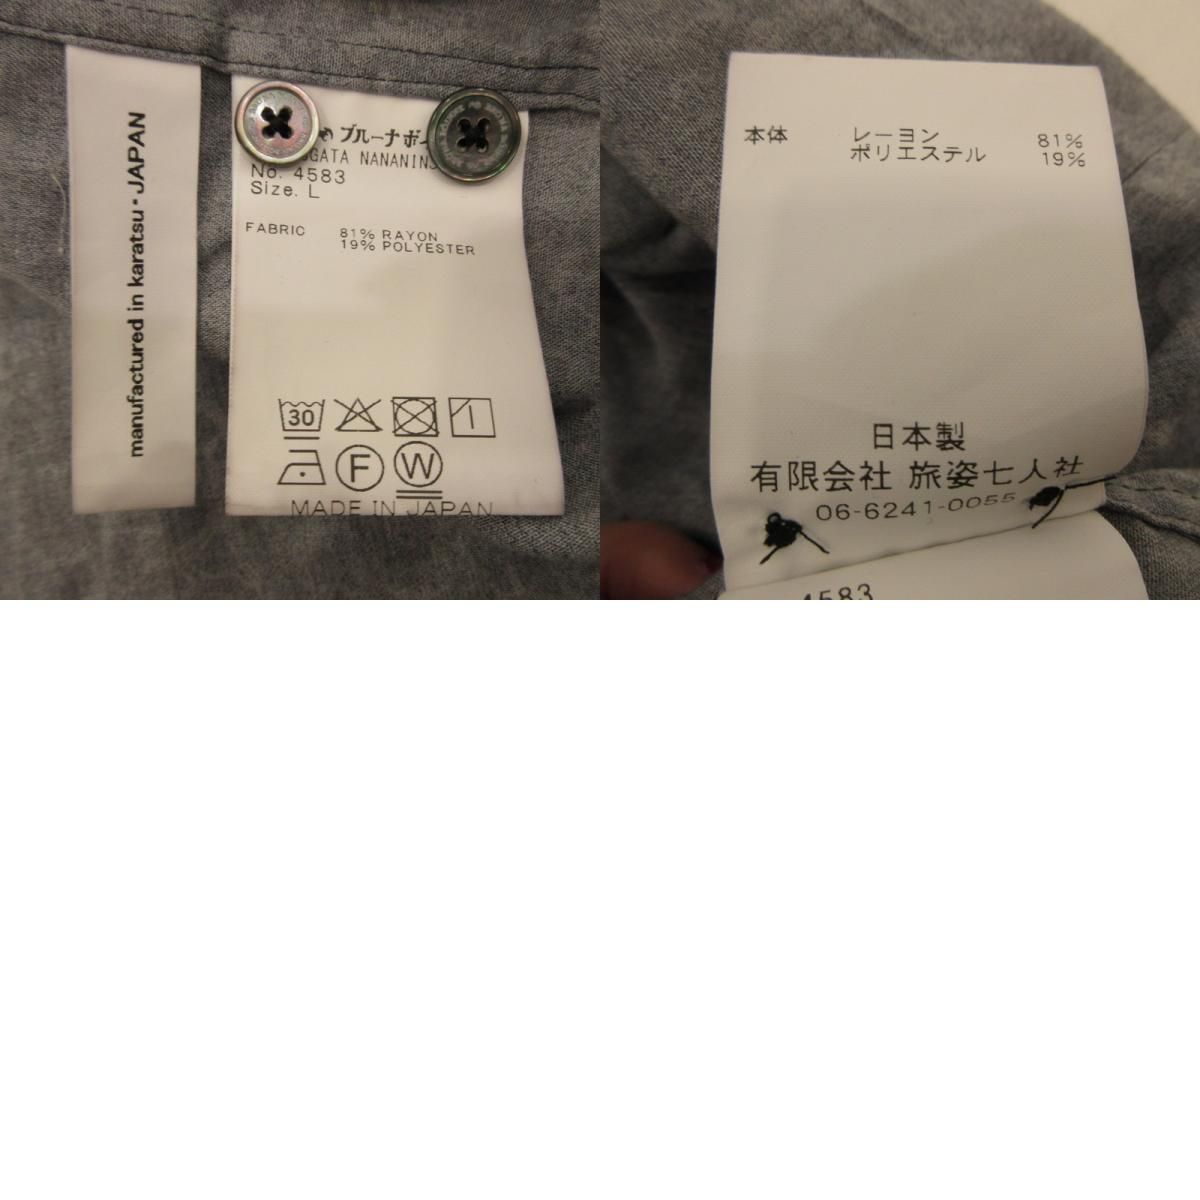 manufactured in karatsu・JAPAN
ブルーナボー
NANANINS
No. 4583
Size. L
FABRIC 81% RAYON
19% POLYESTER
30
F W
MADE IN JAPAN
本体 レーヨン 81%
ポリエステル 19%
日本製
有限会社 旅姿七人社
06-6241-0055
4583